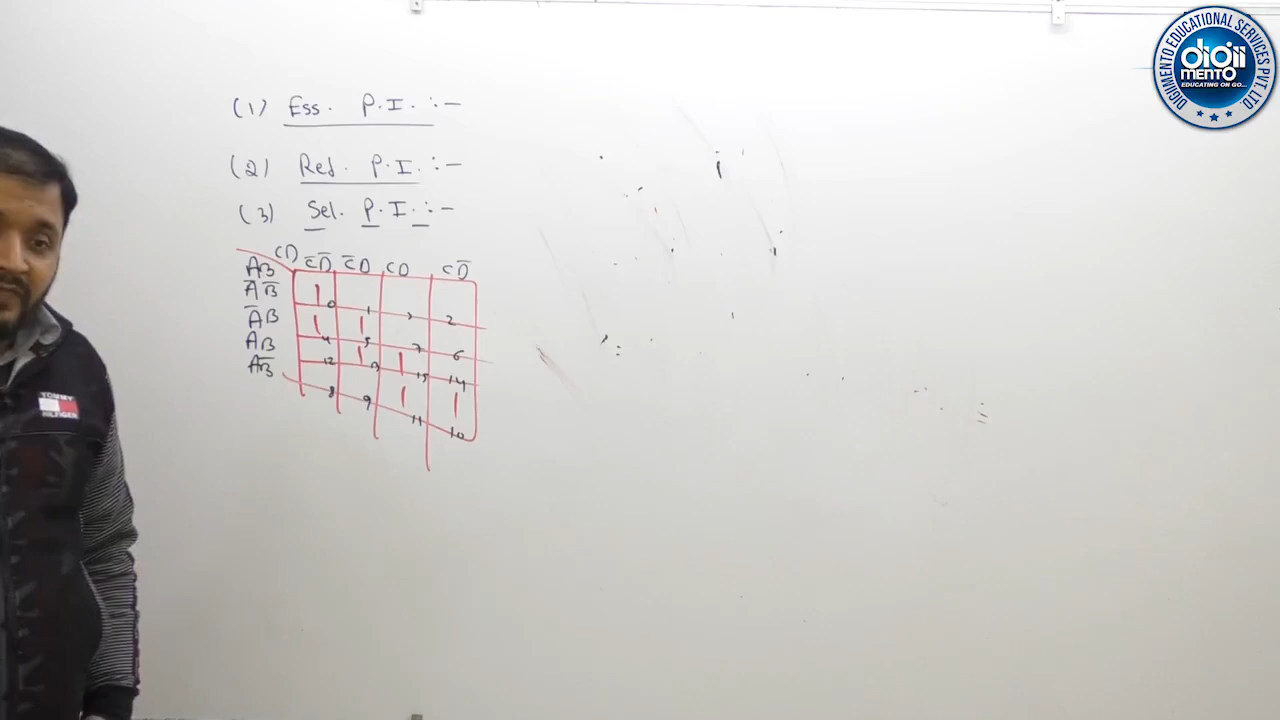 (1) Ess. P.I. :-
(2) Red. P.I. :-
(3) Sel. P.I. :-
CD C̅D̅ C̅D CD CD̅
AB
A̅B̅ 1 0 1 3 2
A̅B 1 4 1 5 7 6
AB 12 1 13 1 15 14
AB̅ 8 9 1 11 1 10
DIGIMENTO EDUCATIONAL SERVICES PVT. LTD.
digii
MENTO
EDUCATING ON GO...
TOMMY
HILFIGER